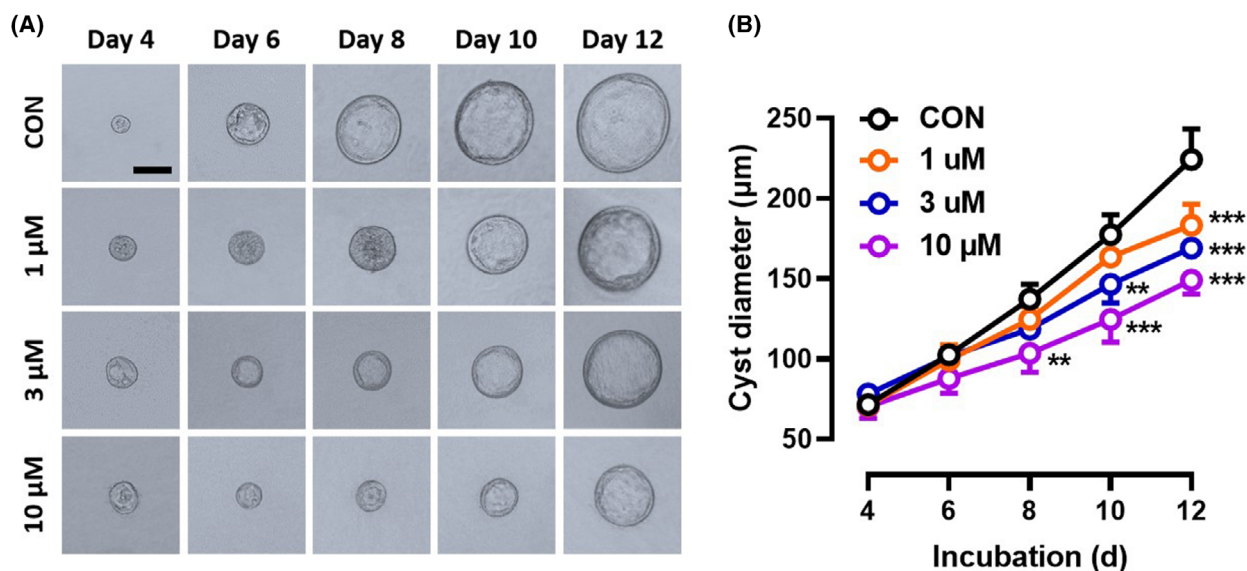 (A)
Day 4 Day 6 Day 8 Day 10 Day 12
CON
1 μM
3 μM
10 μM
(B)
Cyst diameter (μm)
250
200
150
100
50
CON
1 uM
3 uM
10 μM
***
***
***
**
***
**
4 6 8 10 12
Incubation (d)